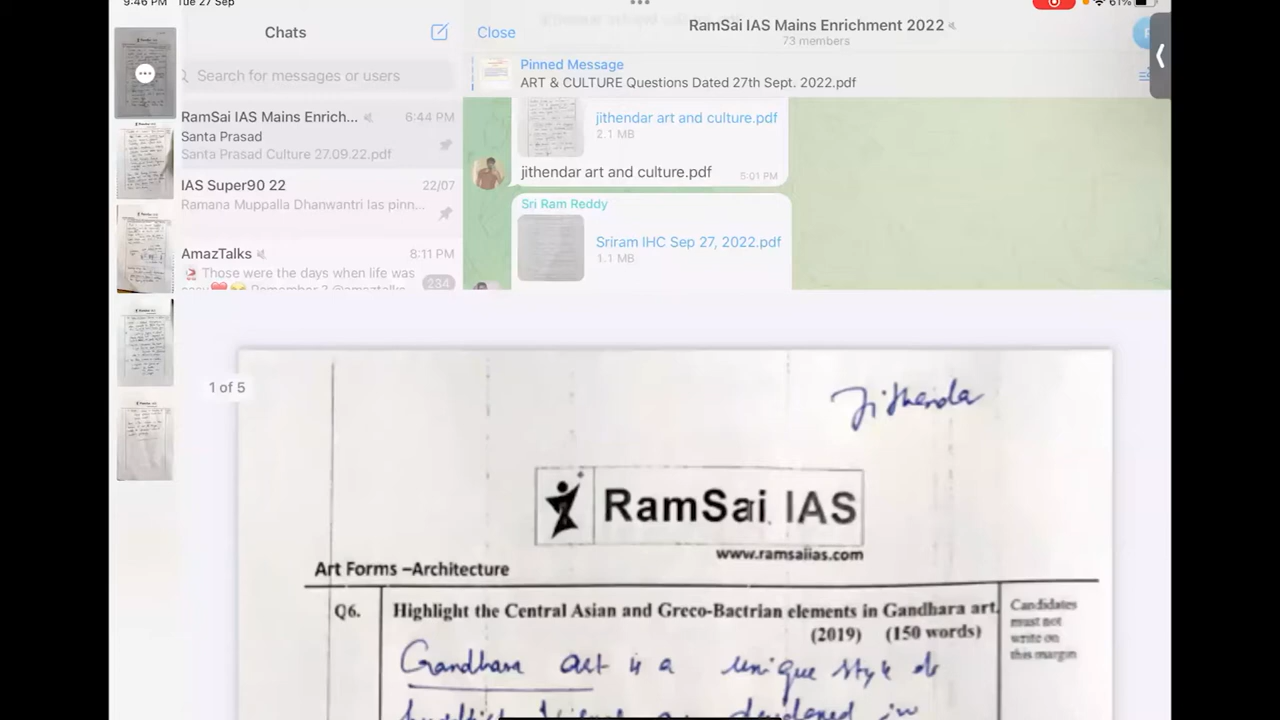 9:46 PM Tue 27 Sep
61%
Chats
Search for messages or users
RamSai IAS Mains Enrich... 6:44 PM
Santa Prasad
Santa Prasad Culture 27.09.22.pdf
IAS Super90 22 22/07
Ramana Muppalla Dhanwantri Ias pinn...
AmazTalks 8:11 PM
Those were the days when life was
234
Close
RamSai IAS Mains Enrichment 2022
73 members
Pinned Message
ART & CULTURE Questions Dated 27th Sept. 2022.pdf
jithendar art and culture.pdf
2.1 MB
jithendar art and culture.pdf 5:01 PM
Sri Ram Reddy
Sriram IHC Sep 27, 2022.pdf
1.1 MB
1 of 5
Jithenda
RamSai IAS
www.ramsaiias.com
Art Forms –Architecture
Q6. Highlight the Central Asian and Greco-Bactrian elements in Gandhara art.
(2019) (150 words)
Candidates
must not
write on
this margin
Gandhara art is a unique style of